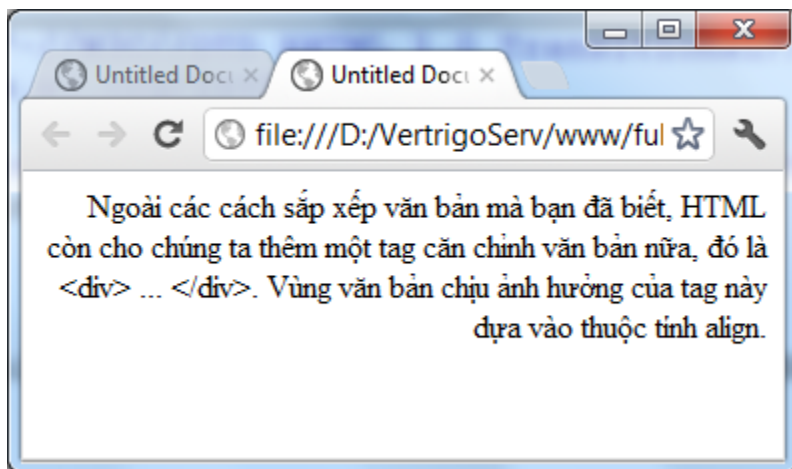 Untitled Docu
Untitled Docu
file:///D:/VertrigoServ/www/ful
Ngoài các cách sắp xếp văn bản mà bạn đã biết, HTML
còn cho chúng ta thêm một tag căn chỉnh văn bản nữa, đó là
<div> ... </div>. Vùng văn bản chịu ảnh hưởng của tag này
dựa vào thuộc tính align.